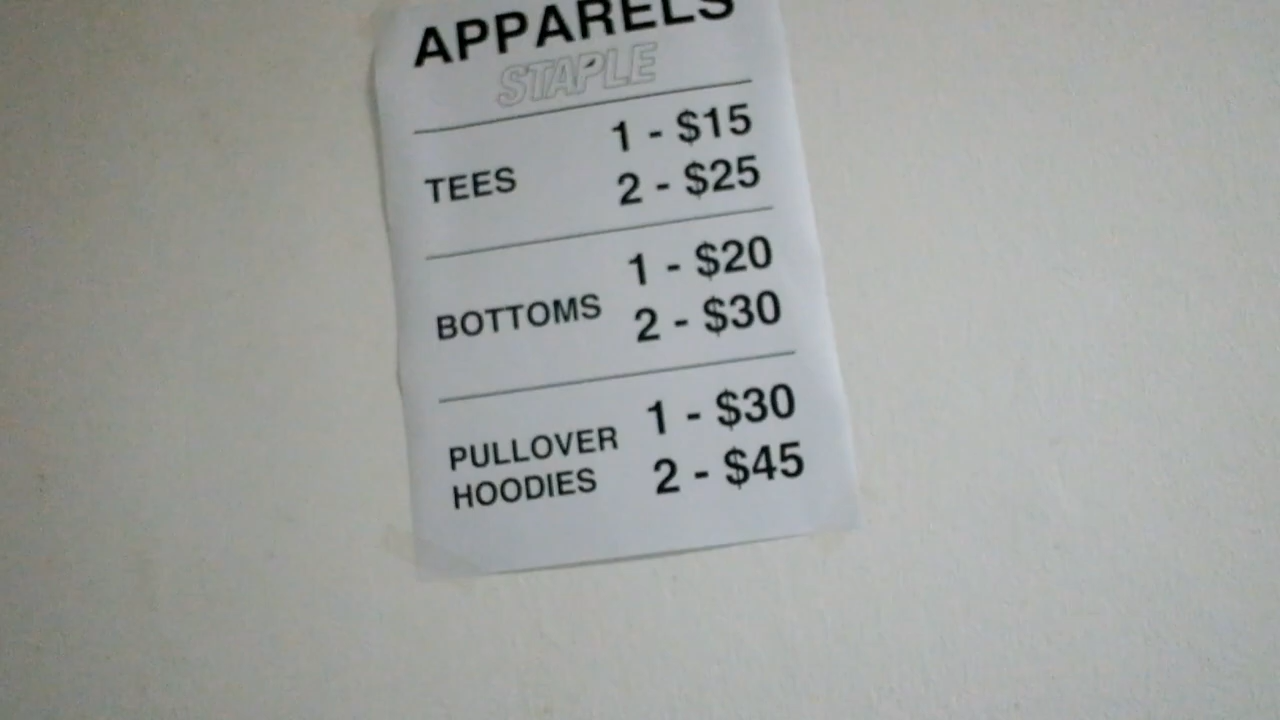 APPARELS
STAPLE
TEES
1 - $15
2 - $25
BOTTOMS
1 - $20
2 - $30
PULLOVER
HOODIES
1 - $30
2 - $45